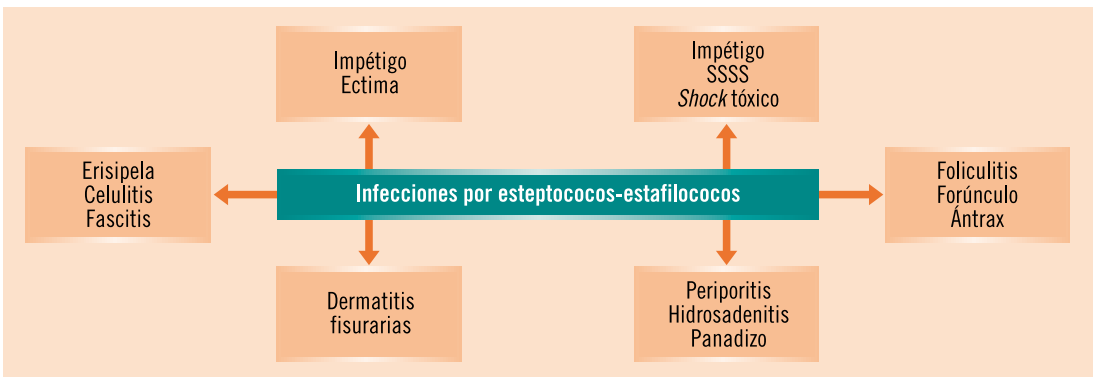 Impétigo
Ectima
Impétigo
SSSS
Shock tóxico
Erisipela
Celulitis
Fascitis
Infecciones por esteptococos-estafilococos
Foliculitis
Forúnculo
Ántrax
Dermatitis
fisurarias
Periporitis
Hidrosadenitis
Panadizo